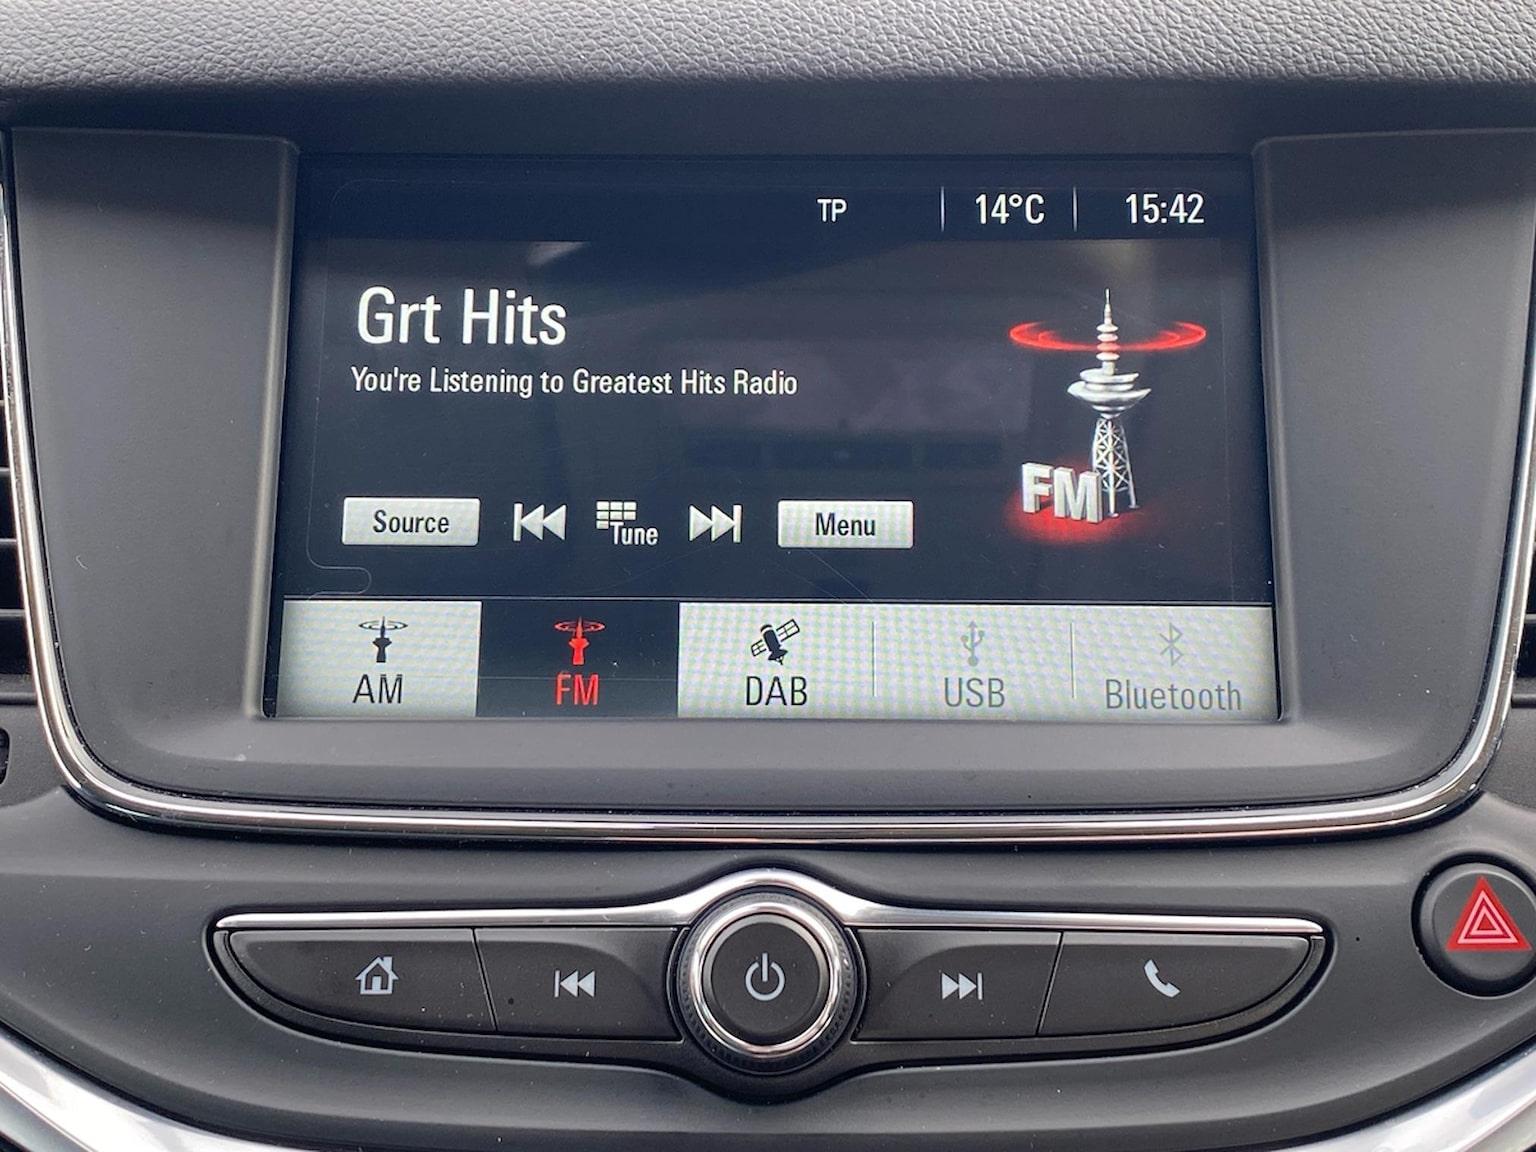 TP 14°C 15:42
Grt Hits
You're Listening to Greatest Hits Radio
FM
Source Tune Menu
AM FM DAB USB Bluetooth